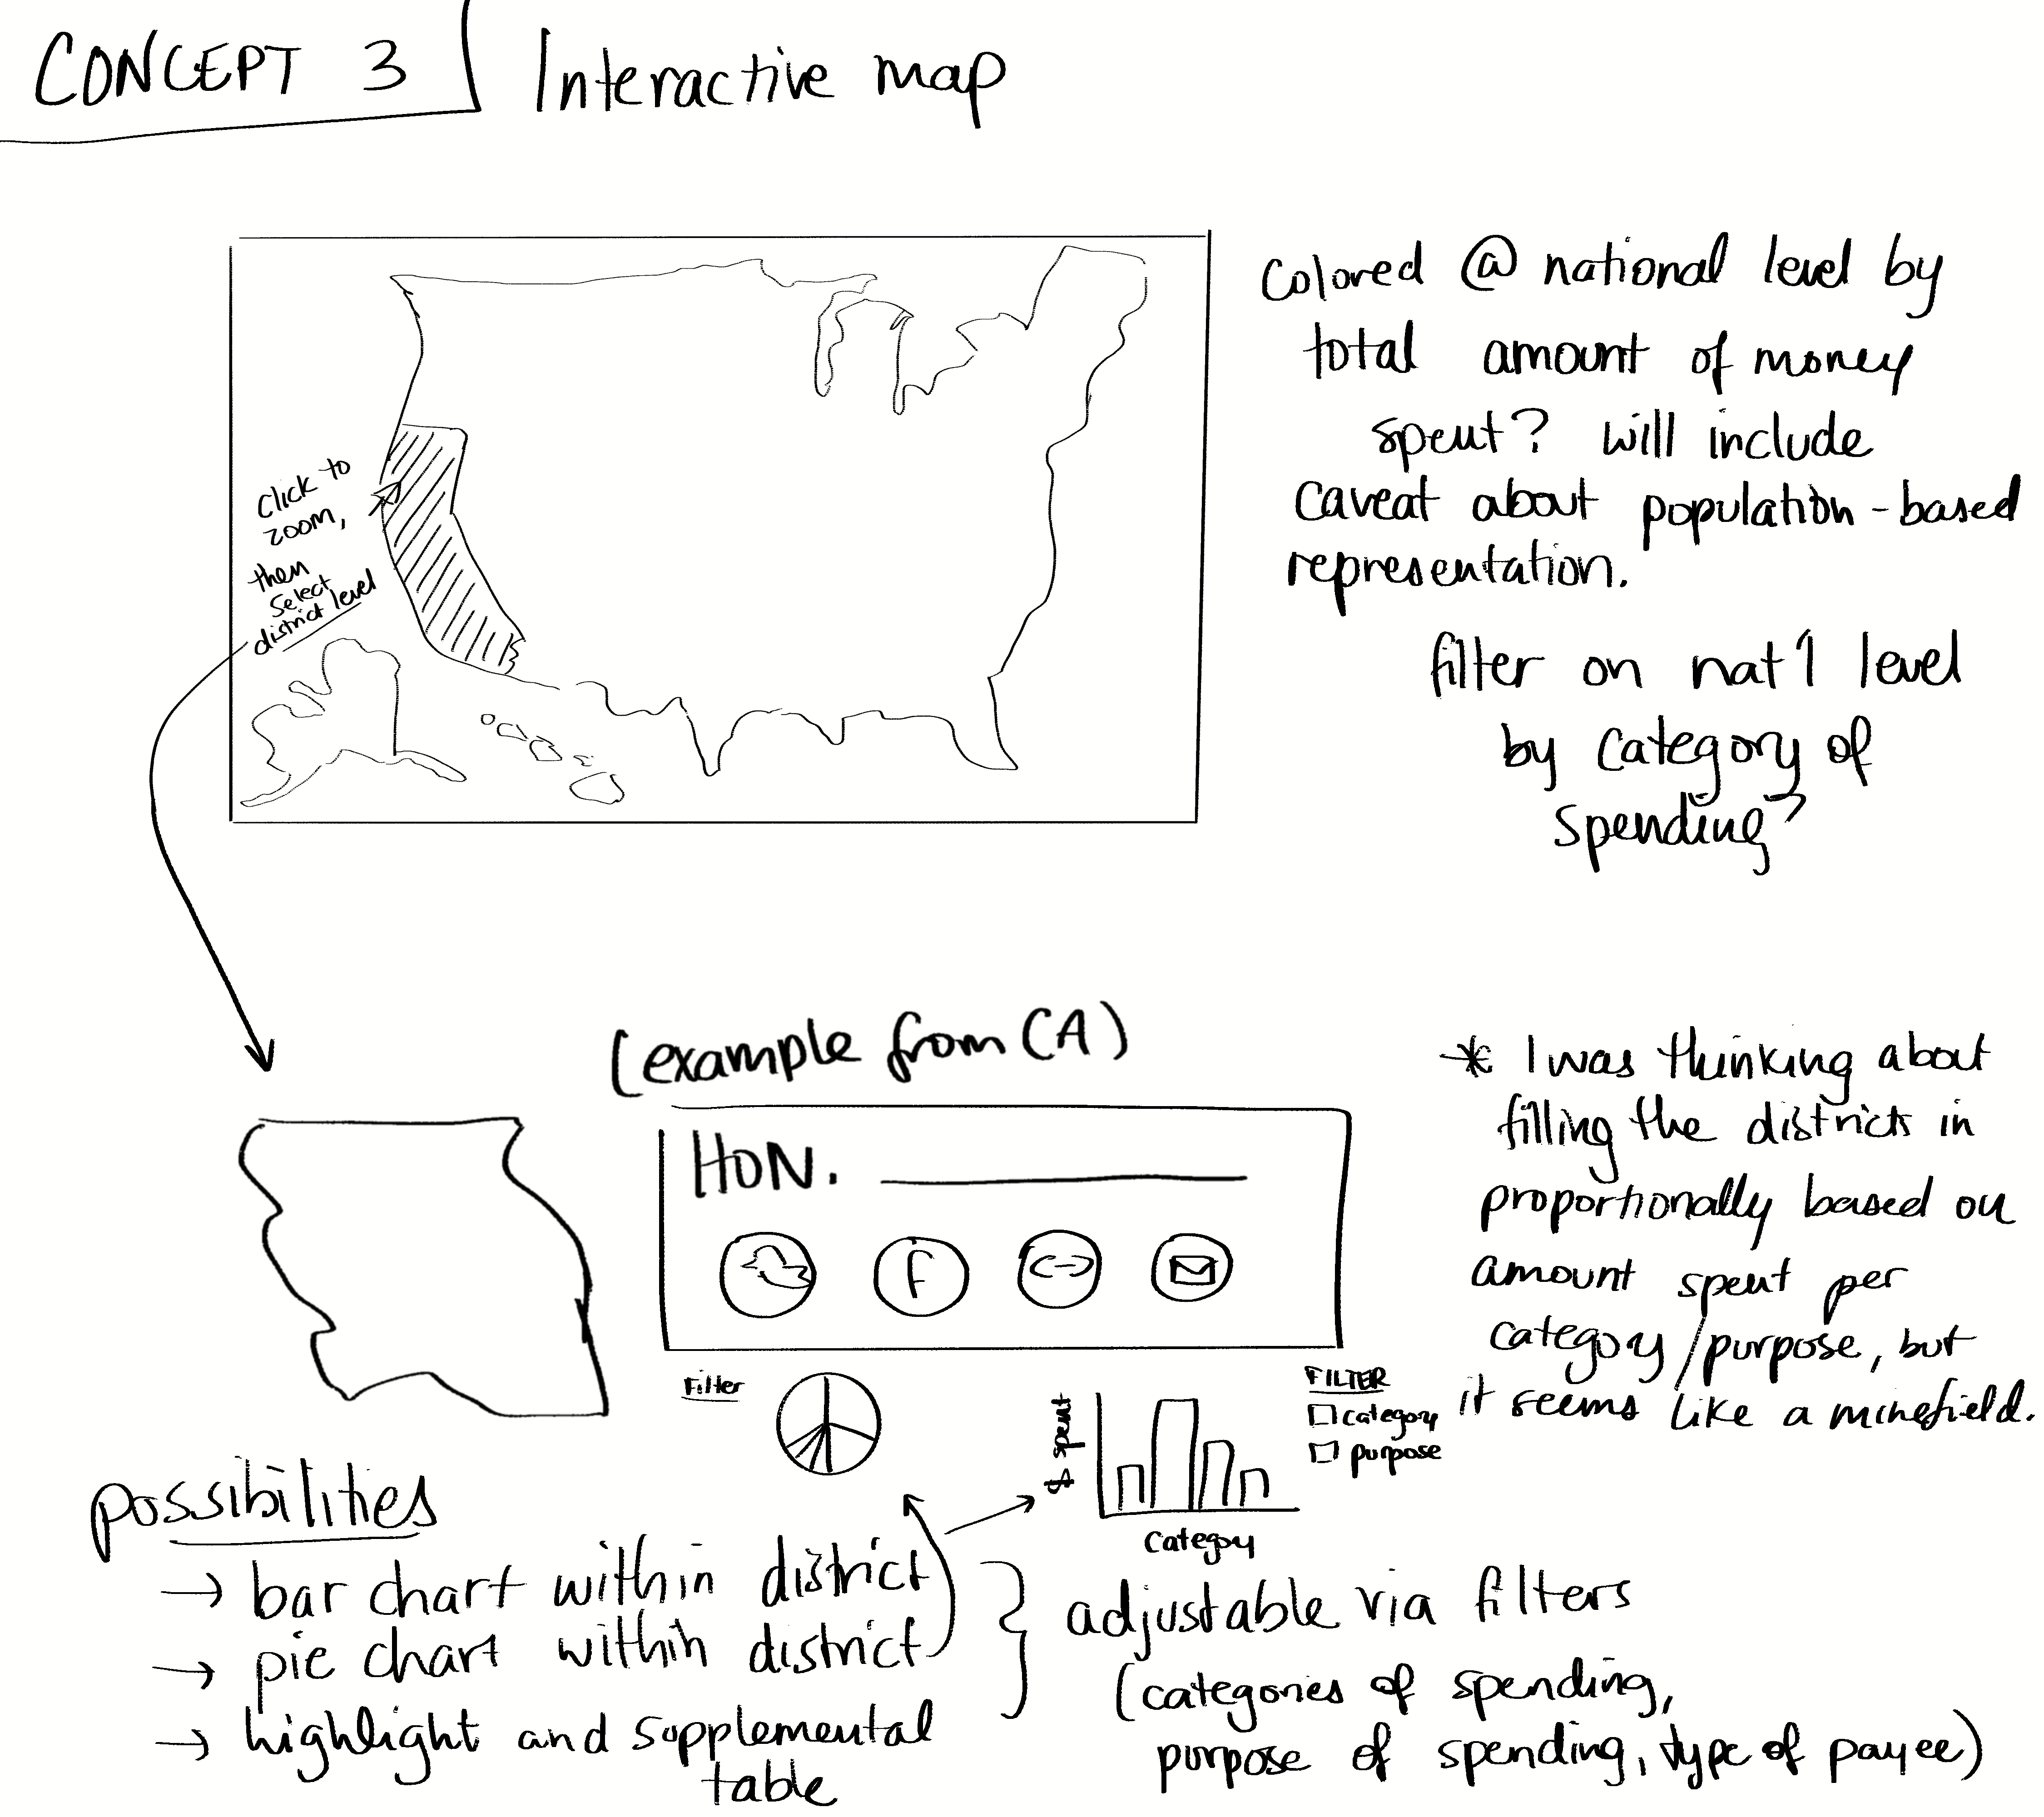 CONCEPT 3
Interactive map
Colored @ national level by
total amount of money
spent? will include
caveat about population-based
representation.
filter on nat'l level
by category of
spending?
Click to
zoom,
then
select
district level
(example from CA)
HON.
f
* I was thinking about
filling the districts in
proportionally based on
amount spent per
category/purpose, but
it seems like a minefield.
Filter
$ spent
Category
FILTER
category
purpose
possibilities
→ bar chart within district
→ pie chart within district
→ highlight and supplemental
table
adjustable via filters
(categories of spending,
purpose of spending, type of payee)